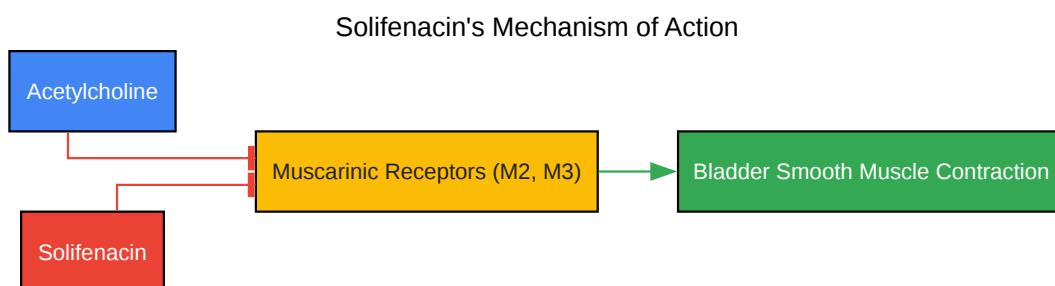 Solifenacin's Mechanism of Action
Acetylcholine
Muscarinic Receptors (M2, M3)
Bladder Smooth Muscle Contraction
Solifenacin